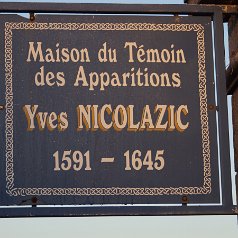 Maison du Témoin
des Apparitions
Yves NICOLAZIC
1591 - 1645